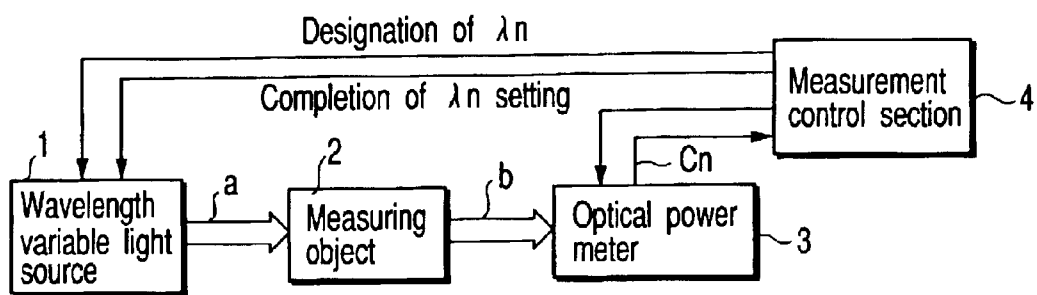 Designation of λn
Completion of λn setting
Measurement
control section
4
1
Wavelength
variable light
source
a
2
Measuring
object
b
Cn
Optical power
meter
3